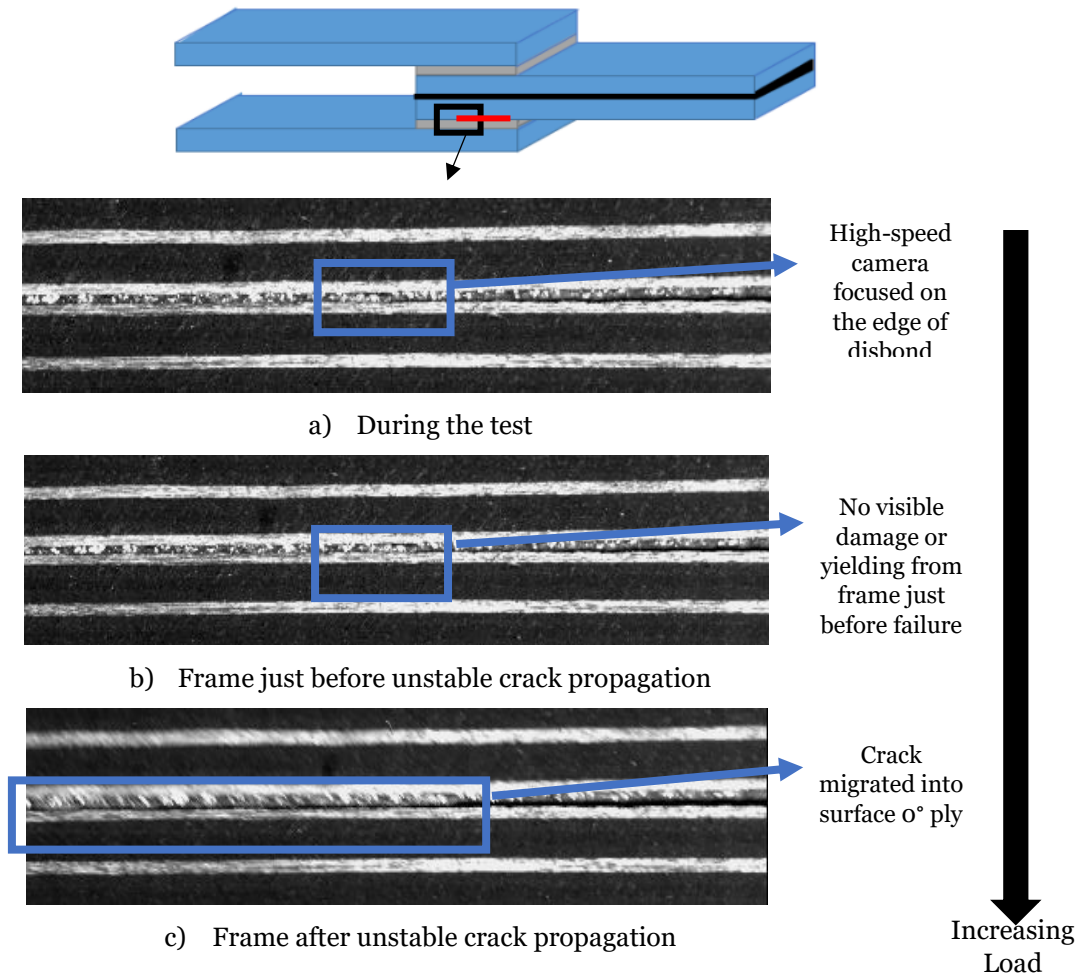 High-speed
camera
focused on
the edge of
disbond
a) During the test
No visible
damage or
yielding from
frame just
before failure
b) Frame just before unstable crack propagation
Crack
migrated into
surface 0° ply
c) Frame after unstable crack propagation
Increasing
Load